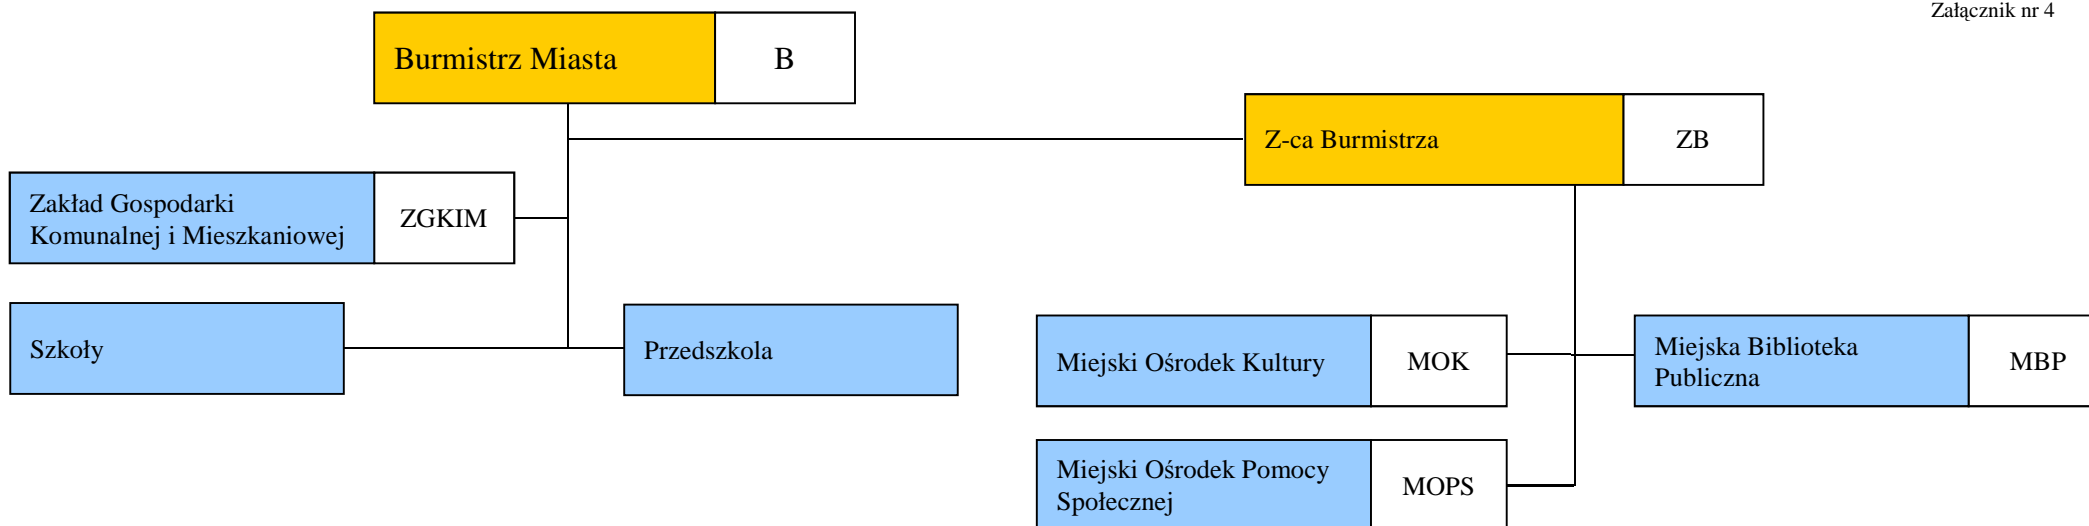 Załącznik nr 4
Burmistrz Miasta B
Z-ca Burmistrza ZB
Zakład Gospodarki
Komunalnej i Mieszkaniowej
ZGKIM
Szkoły
Przedszkola
Miejski Ośrodek Kultury MOK
Miejska Biblioteka
Publiczna
MBP
Miejski Ośrodek Pomocy
Społecznej
MOPS